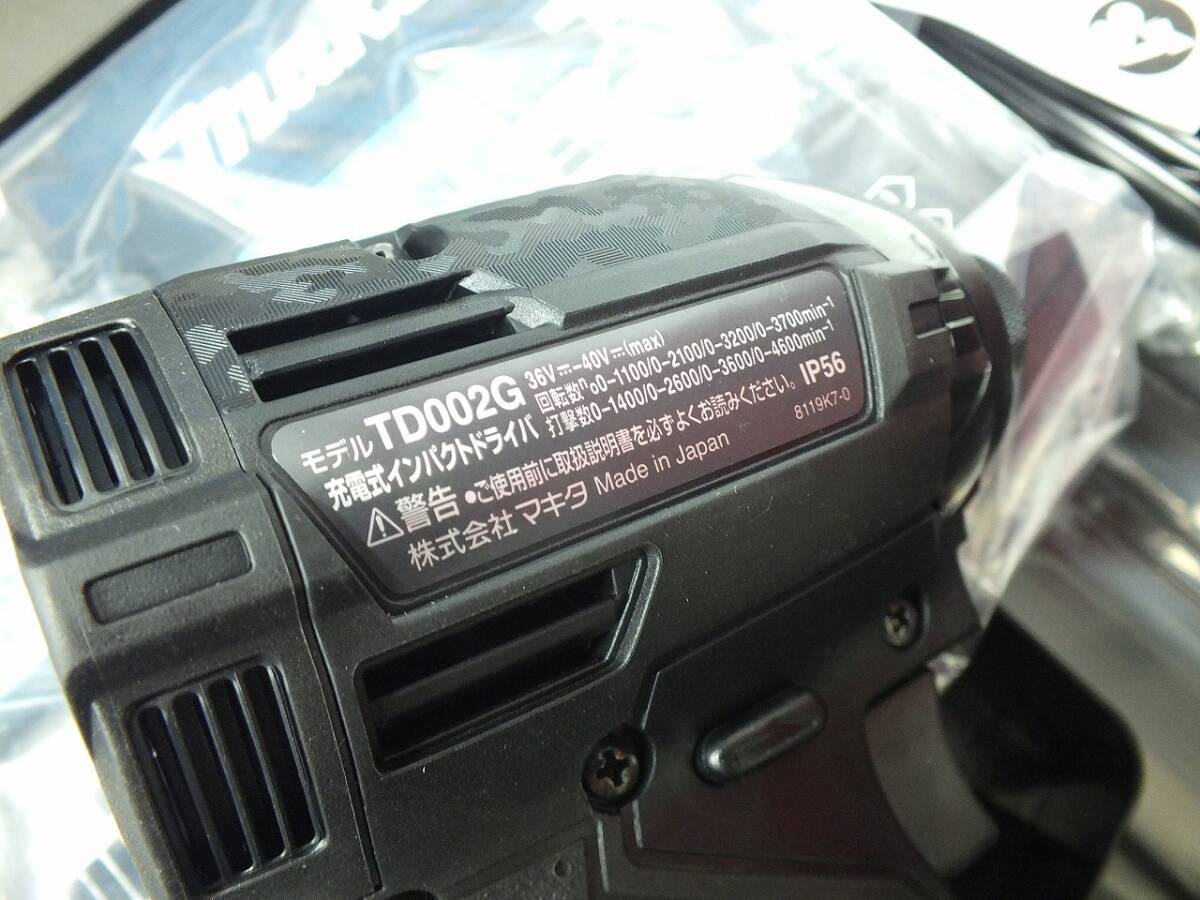 makita
モデル TD002G 36V⎓-40V⎓(max)
充電式インパクトドライバ 回転数 0-1100/0-2100/0-3200/0-3700min⁻¹
打撃数 0-1400/0-2600/0-3600/0-4600min⁻¹
⚠警告 •ご使用前に取扱説明書を必ずよくお読みください。 IP56
株式会社 マキタ Made in Japan 8119K7-0